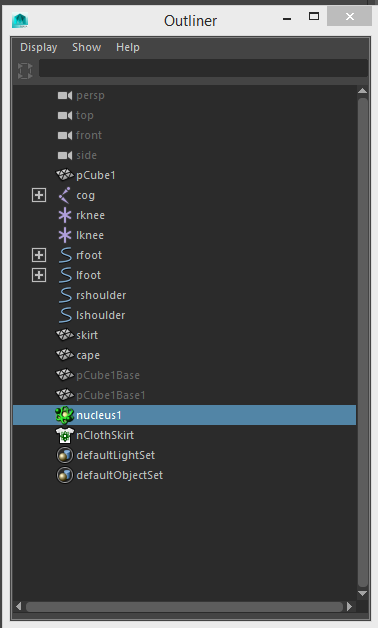 Outliner
Display Show Help
persp
top
front
side
pCube1
cog
rknee
lknee
rfoot
lfoot
rshoulder
lshoulder
skirt
cape
pCube1Base
pCube1Base1
nucleus1
nClothSkirt
defaultLightSet
defaultObjectSet